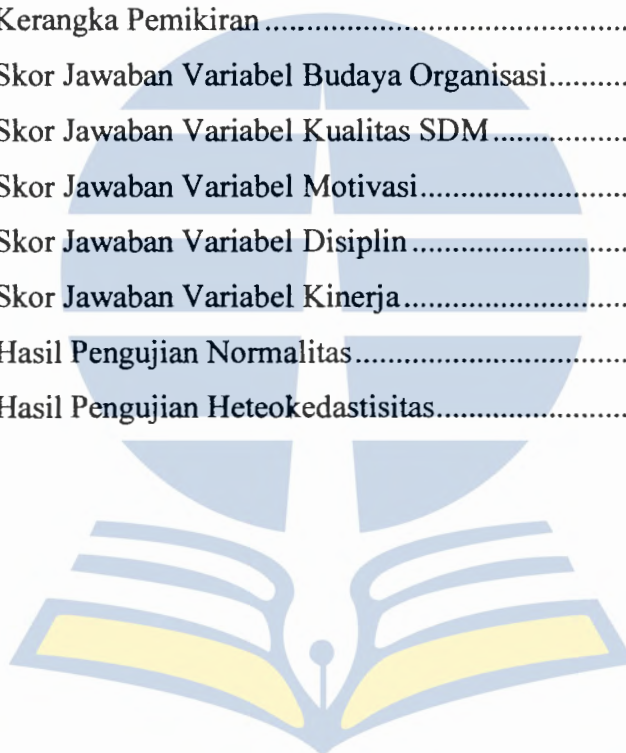 Kerangka Pemikiran ..........................................
Skor Jawaban Variabel Budaya Organisasi............
Skor Jawaban Variabel Kualitas SDM..................
Skor Jawaban Variabel Motivasi..........................
Skor Jawaban Variabel Disiplin ...........................
Skor Jawaban Variabel Kinerja............................
Hasil Pengujian Normalitas..................................
Hasil Pengujian Heteokedastisitas........................